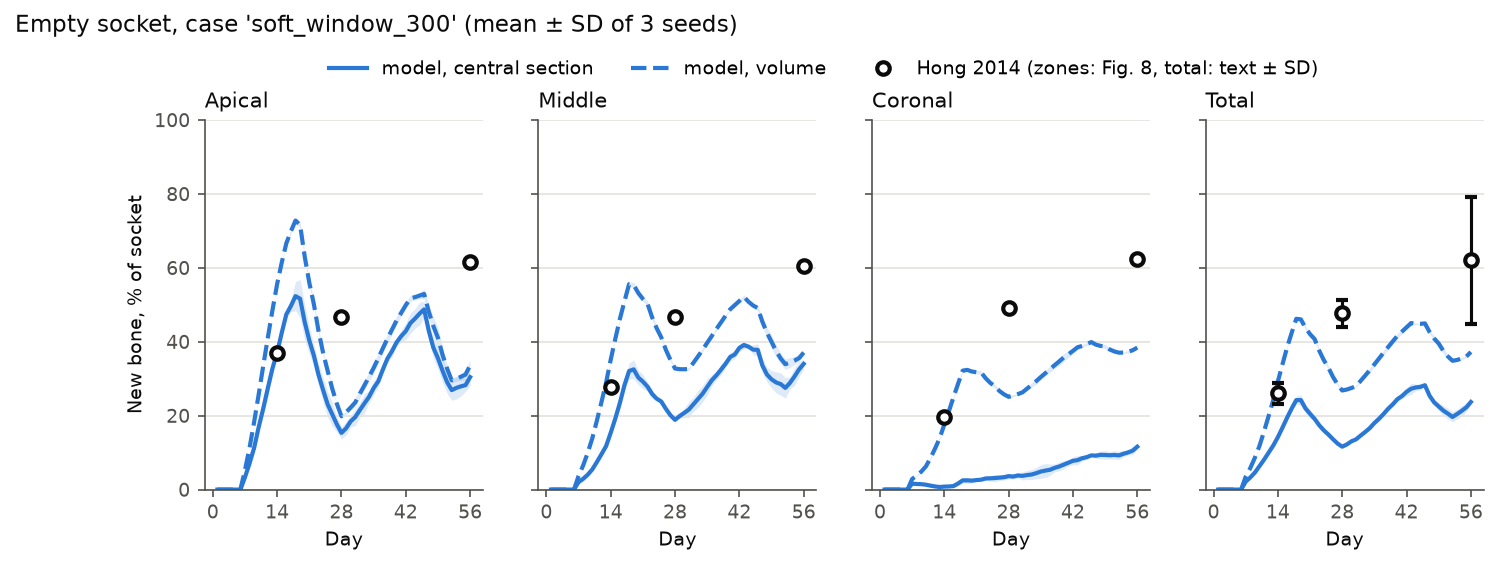 Empty socket, case 'soft_window_300' (mean ± SD of 3 seeds)
model, central section model, volume Hong 2014 (zones: Fig. 8, total: text ± SD)
Apical Middle Coronal Total
New bone, % of socket
100
80
60
40
20
0
0 14 28 42 56 0 14 28 42 56 0 14 28 42 56 0 14 28 42 56
Day Day Day Day